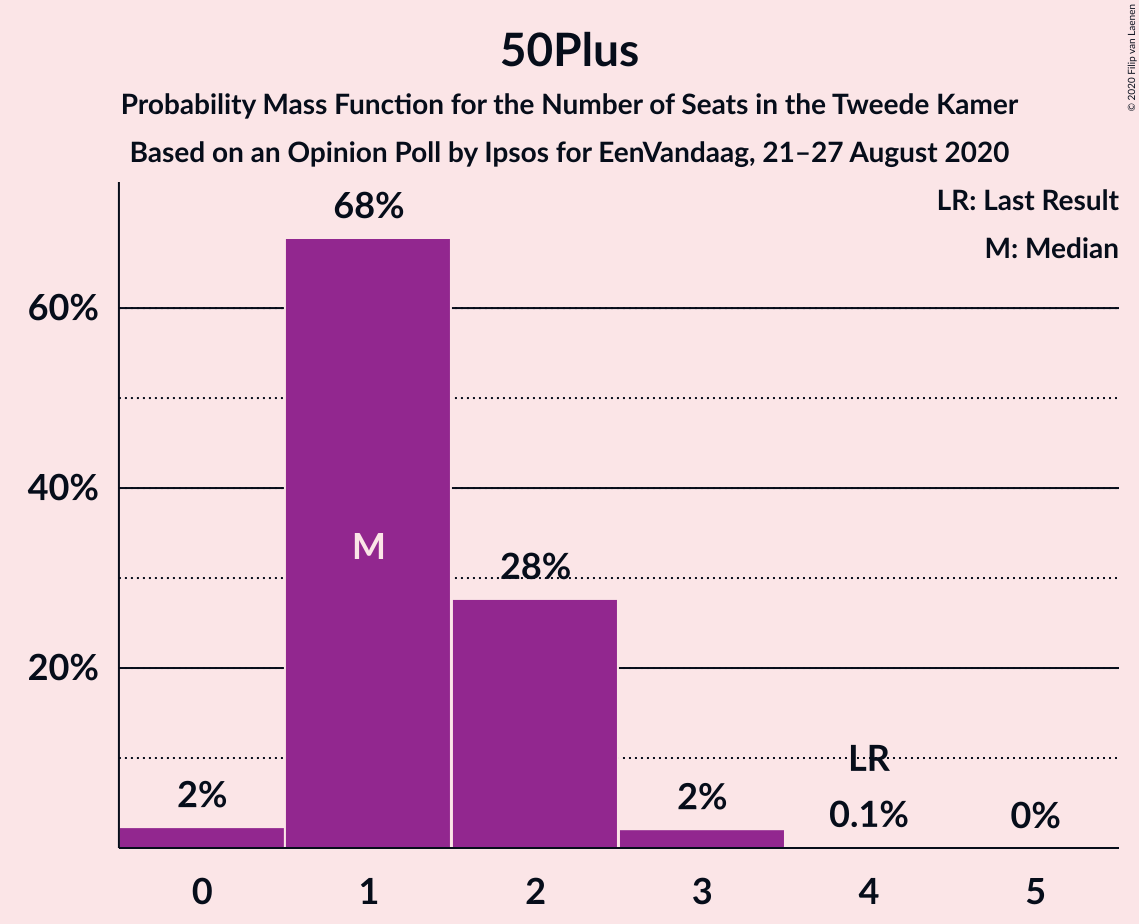 50Plus
Probability Mass Function for the Number of Seats in the Tweede Kamer
Based on an Opinion Poll by Ipsos for EenVandaag, 21–27 August 2020
© 2020 Filip van Laenen
LR: Last Result
M: Median
68%
60%
M
40%
28%
20%
LR
2%
2%
0.1%
0%
0 1 2 3 4 5